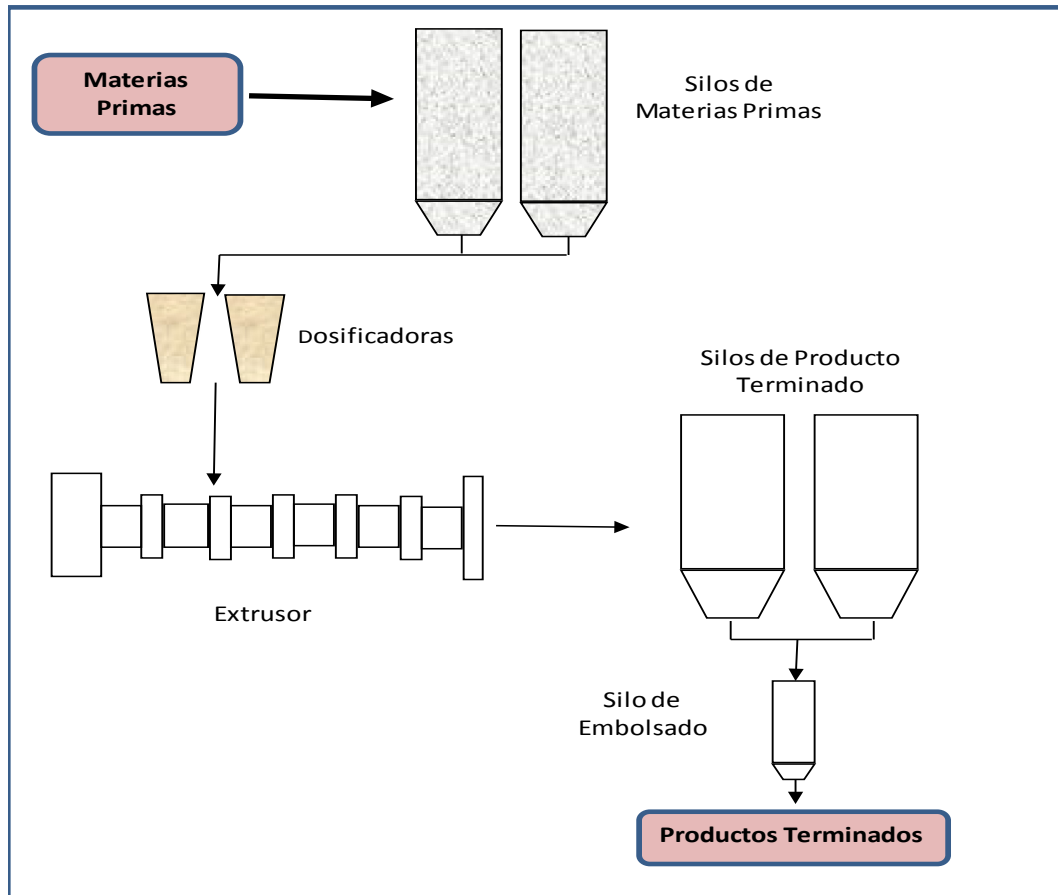 Materias
Primas
Silos de
Materias Primas
Dosificadoras
Silos de Producto
Terminado
Extrusor
Silo de
Embolsado
Productos Terminados